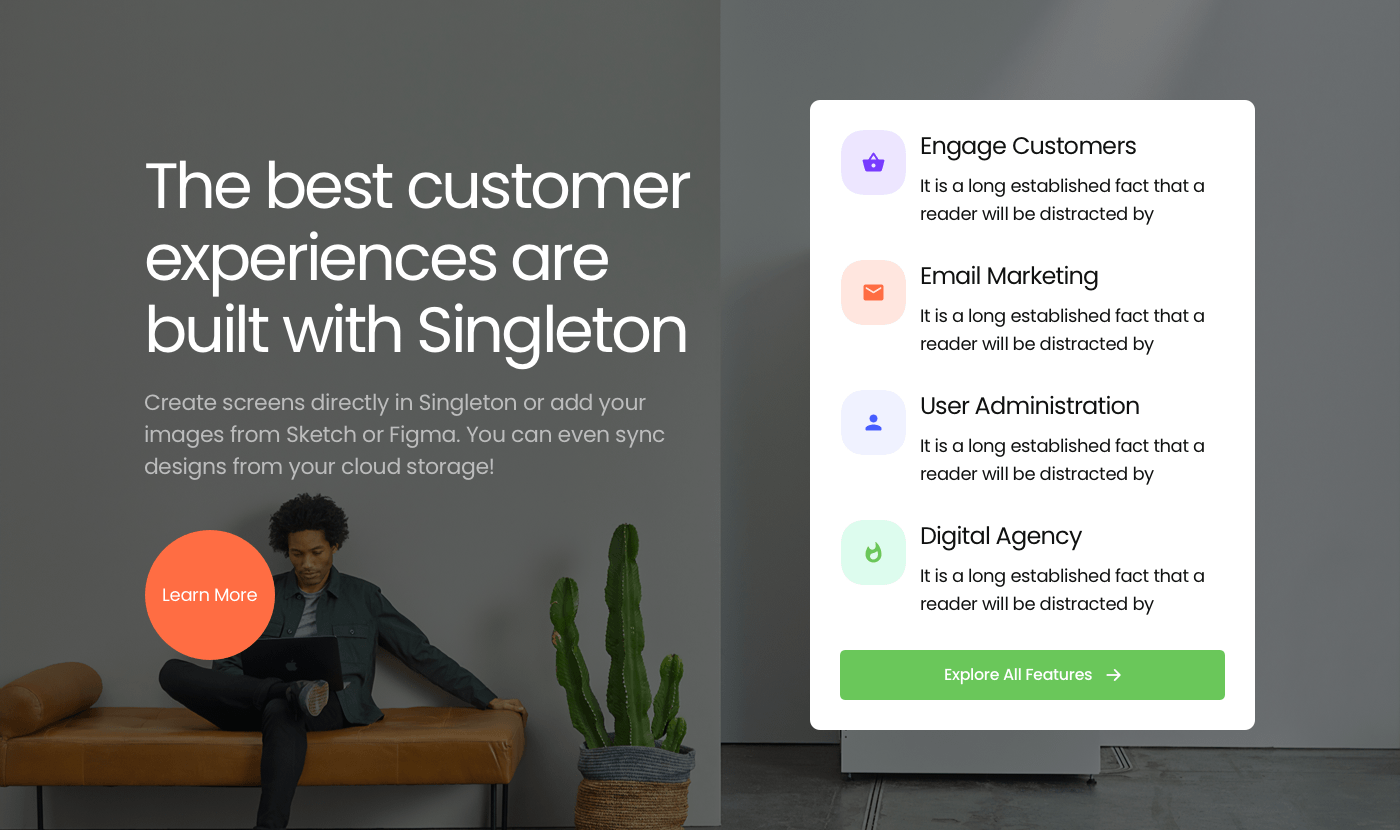 The best customer
experiences are
built with Singleton
Create screens directly in Singleton or add your
images from Sketch or Figma. You can even sync
designs from your cloud storage!
Learn More
Engage Customers
It is a long established fact that a
reader will be distracted by
Email Marketing
It is a long established fact that a
reader will be distracted by
User Administration
It is a long established fact that a
reader will be distracted by
Digital Agency
It is a long established fact that a
reader will be distracted by
Explore All Features